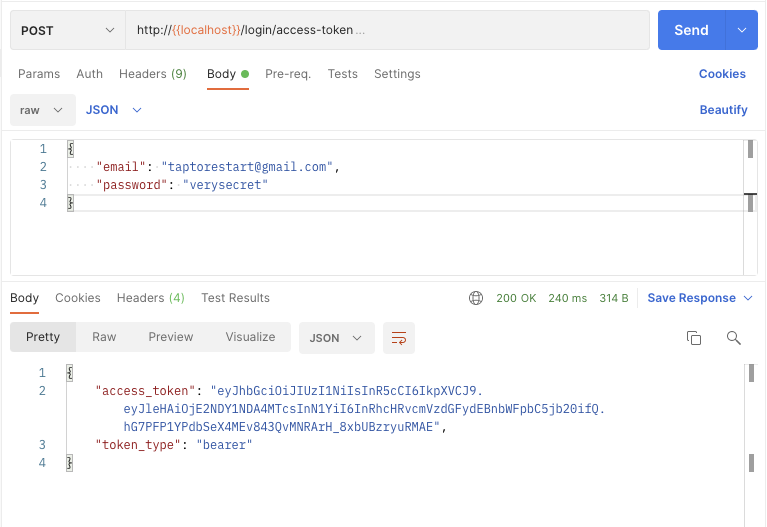 POST http://{{localhost}}/login/access-token ... Send
Params Auth Headers (9) Body Pre-req. Tests Settings Cookies
raw JSON Beautify
1 {
2 "email": "taptorestart@gmail.com",
3 "password": "verysecret"
4 }
Body Cookies Headers (4) Test Results 200 OK 240 ms 314 B Save Response
Pretty Raw Preview Visualize JSON
1 {
2 "access_token": "eyJhbGciOiJIUzI1NiIsInR5cCI6IkpXVCJ9.
eyJleHAiOjE2NDY1NDA4MTcsInN1YiI6InRhcHRvcmVzdGFydEBnbWFpbC5jb20ifQ.
hG7PFP1YPdbSeX4MEv843QvMNRArH_8xbUBzryuRMAE",
3 "token_type": "bearer"
4 }